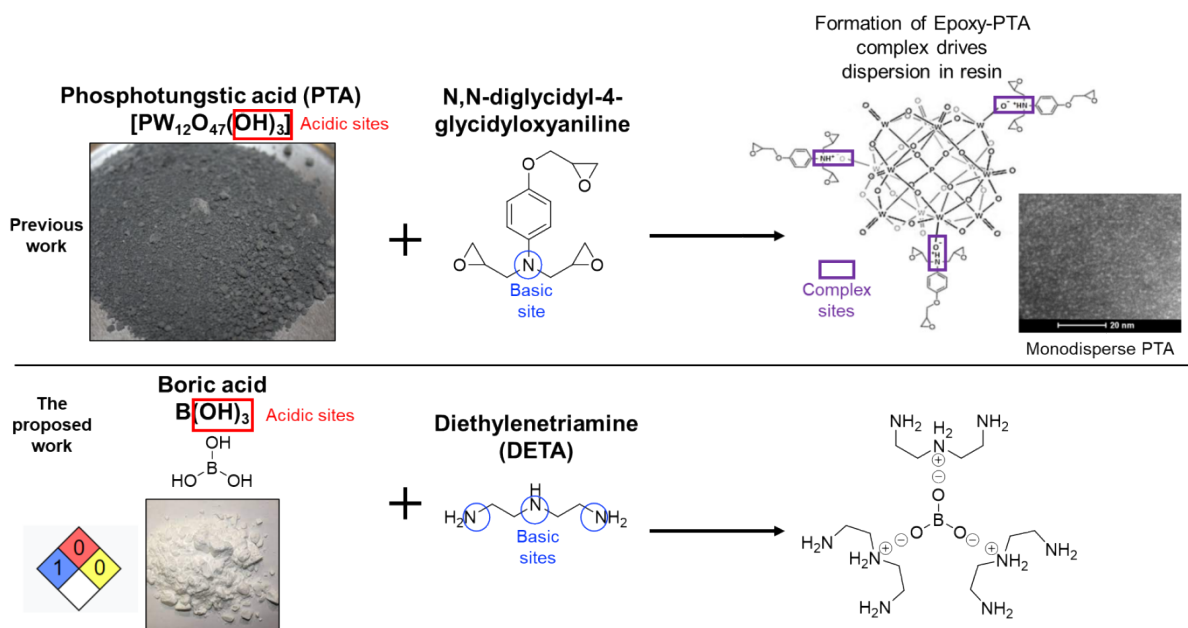 Formation of Epoxy-PTA
complex drives
dispersion in resin
Phosphotungstic acid (PTA)
[PW12O47(OH)3] Acidic sites
N,N-diglycidyl-4-
glycidyloxyaniline
Previous
work
O
O
O
O
N
Basic
site
Complex
sites
20 nm
Monodisperse PTA
The
proposed
work
Boric acid
B(OH)3 Acidic sites
OH
B
HO OH
0
1 0
+
Diethylenetriamine
(DETA)
H
N
H2N NH2
Basic
sites
NH2 H2 NH2
N
⊕
⊖
O
B
⊖ O O ⊖
NH2 NH2
⊕ N H2 ⊕ N H2
H2N NH2 H2N NH2